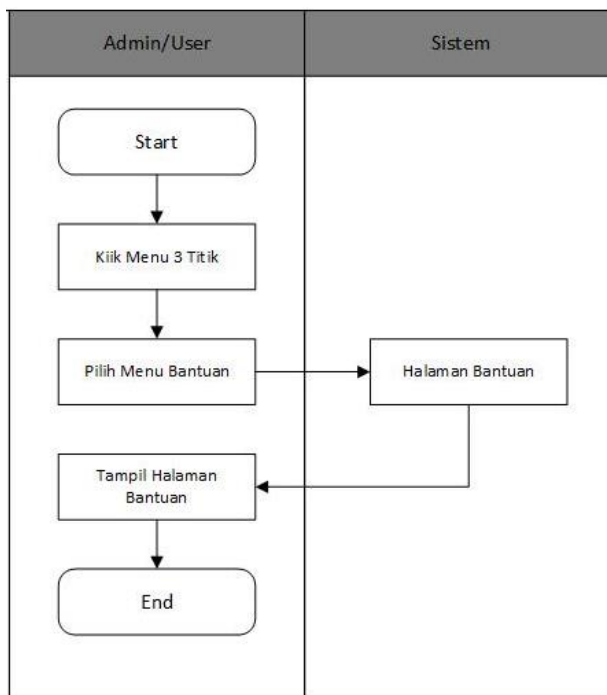 Admin/User
Sistem
Start
Kiik Menu 3 Titik
Pilih Menu Bantuan
Halaman Bantuan
Tampil Halaman
Bantuan
End